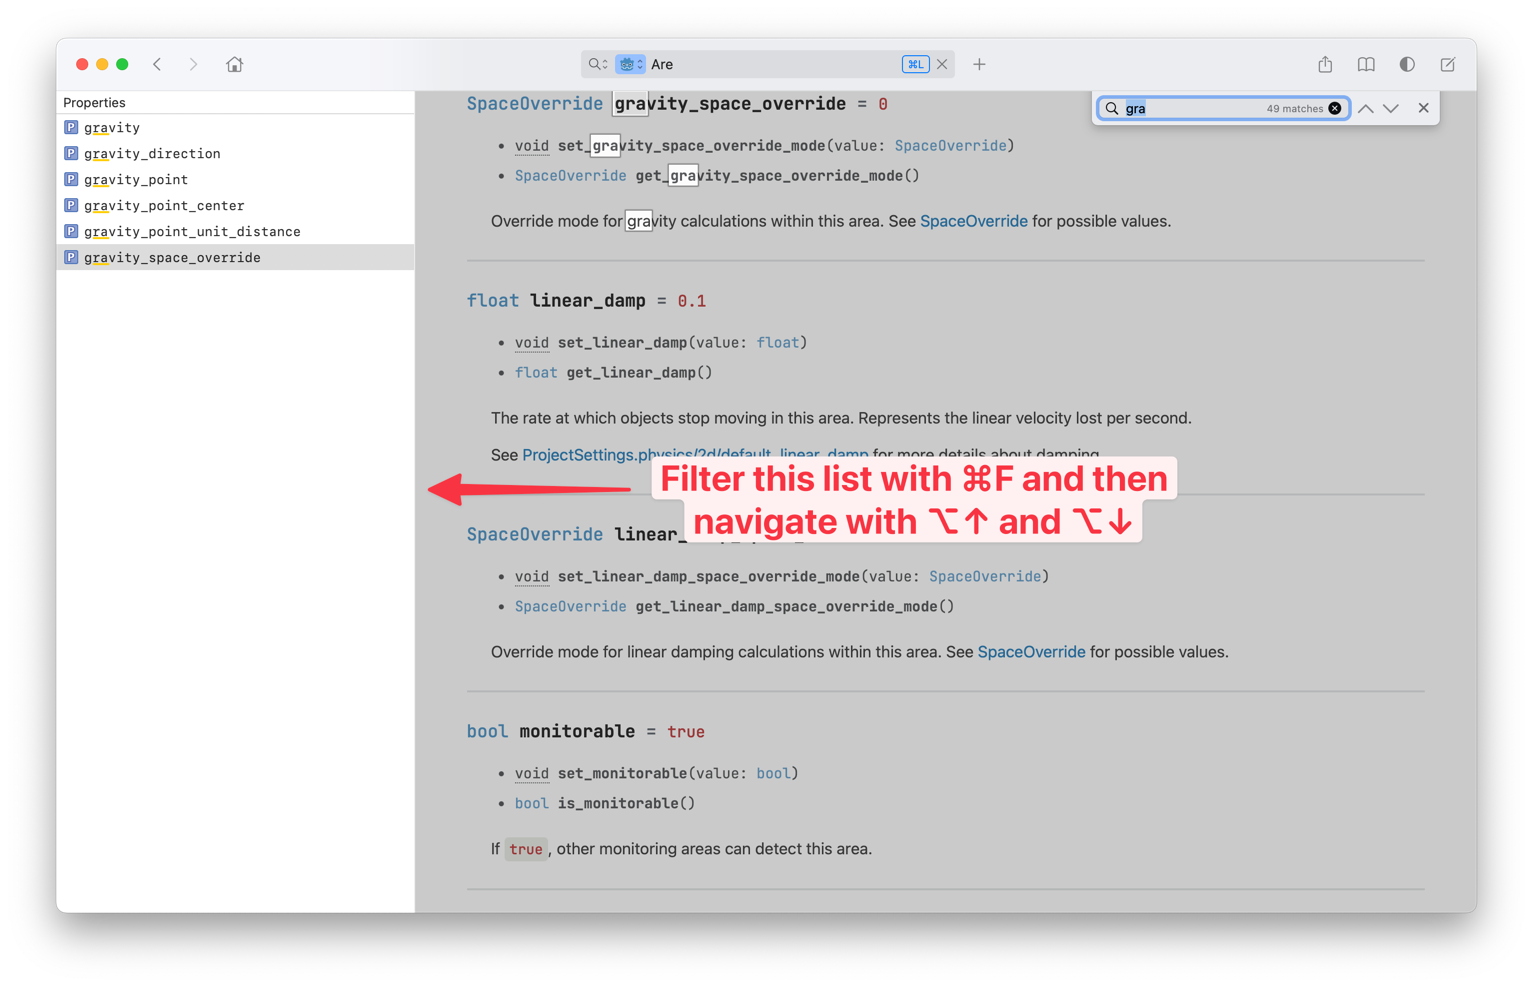 Are
⌘L
Properties
P gravity
P gravity_direction
P gravity_point
P gravity_point_center
P gravity_point_unit_distance
P gravity_space_override
gra
49 matches
SpaceOverride gravity_space_override = 0
• void set_gravity_space_override_mode(value: SpaceOverride)
• SpaceOverride get_gravity_space_override_mode()
Override mode for gravity calculations within this area. See SpaceOverride for possible values.
float linear_damp = 0.1
• void set_linear_damp(value: float)
• float get_linear_damp()
The rate at which objects stop moving in this area. Represents the linear velocity lost per second.
See ProjectSettings.physics/2d/default_linear_damp for more details about damping.
Filter this list with ⌘F and then
navigate with ⌥↑ and ⌥↓
SpaceOverride linear_
• void set_linear_damp_space_override_mode(value: SpaceOverride)
• SpaceOverride get_linear_damp_space_override_mode()
Override mode for linear damping calculations within this area. See SpaceOverride for possible values.
bool monitorable = true
• void set_monitorable(value: bool)
• bool is_monitorable()
If true, other monitoring areas can detect this area.